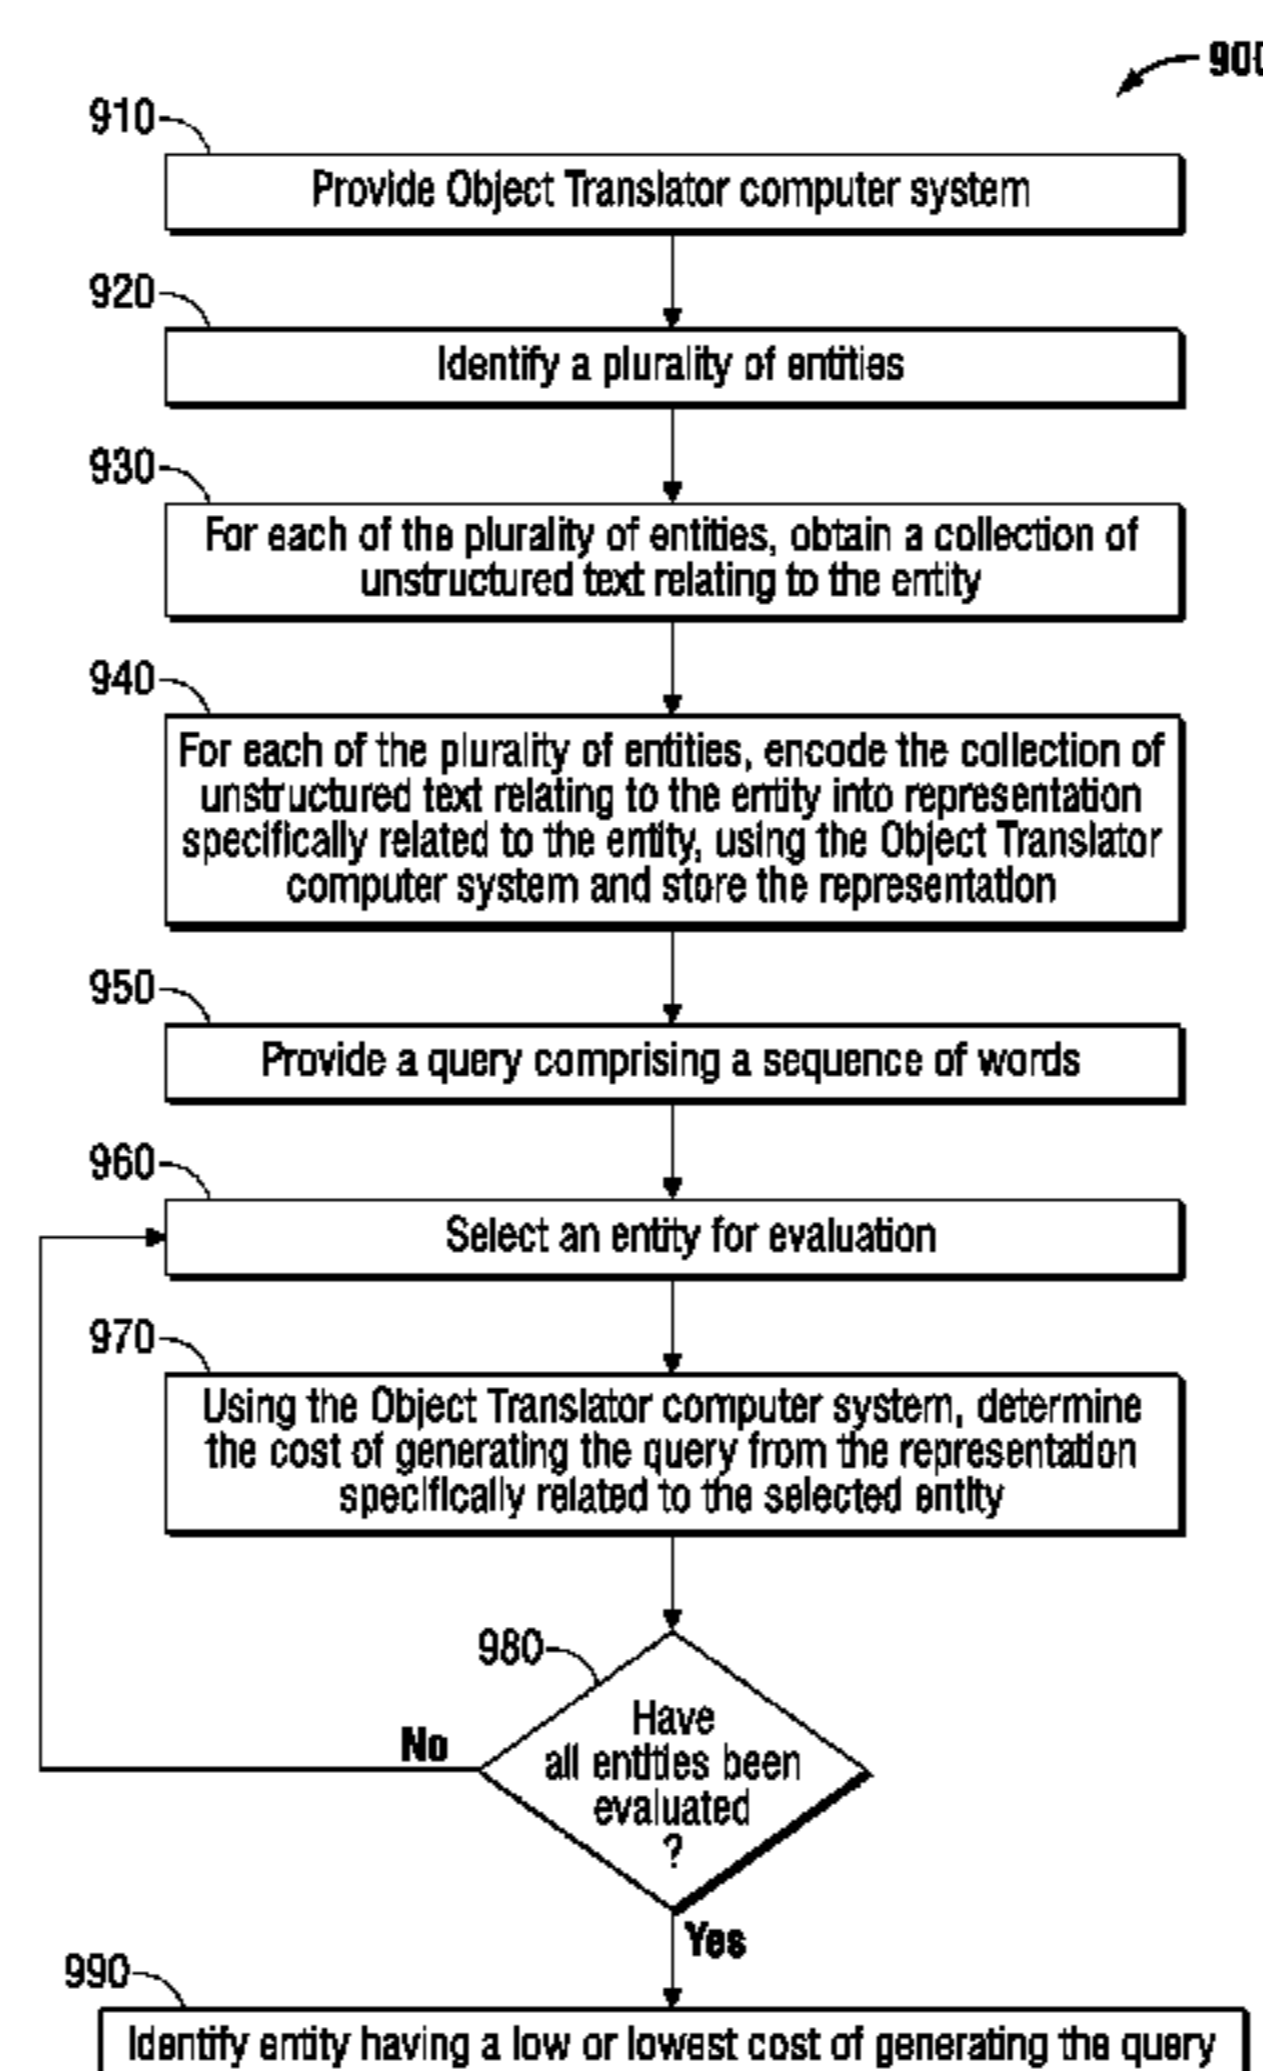 900
910
Provide Object Translator computer system
920
Identify a plurality of entities
930
For each of the plurality of entities, obtain a collection of
unstructured text relating to the entity
940
For each of the plurality of entities, encode the collection of
unstructured text relating to the entity into representation
specifically related to the entity, using the Object Translator
computer system and store the representation
950
Provide a query comprising a sequence of words
960
Select an entity for evaluation
970
Using the Object Translator computer system, determine
the cost of generating the query from the representation
specifically related to the selected entity
980
Have
all entities been
evaluated
?
No
Yes
990
Identify entity having a low or lowest cost of generating the query